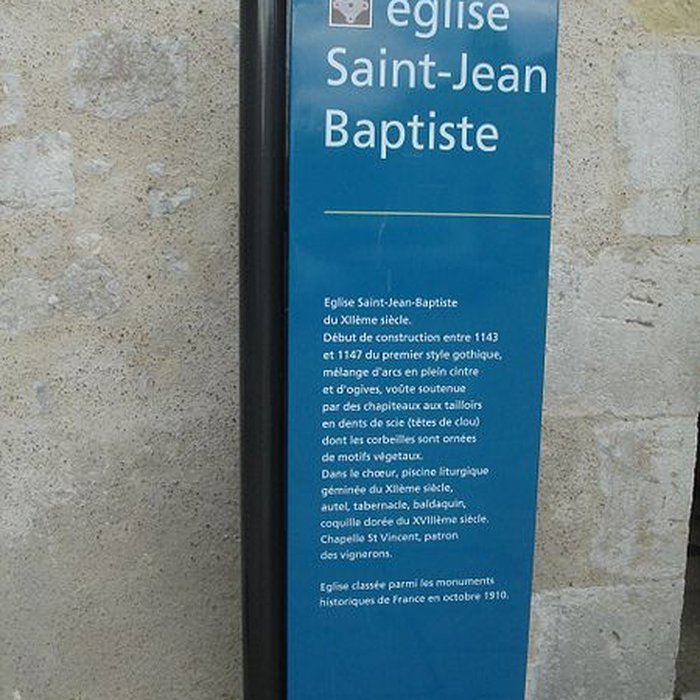 église
Saint-Jean
Baptiste
Eglise Saint-Jean-Baptiste
du XIIème siècle.
Début de construction entre 1143
et 1147 du premier style gothique,
mélange d'arcs en plein cintre
et d'ogives, voûte soutenue
par des chapiteaux aux tailloirs
en dents de scie (têtes de clou)
dont les corbeilles sont ornées
de motifs végetaux.
Dans le chœur, piscine liturgique
géminée du XIIème siècle,
autel, tabernacle, baldaquin,
coquille dorée du XVIIIème siècle.
Chapelle St Vincent, patron
des vignerons.
Eglise classée parmi les monuments
historiques de France en octobre 1910.